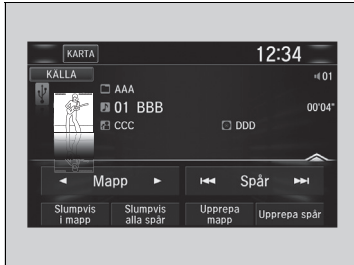 KARTA
12:34
KÄLLA
01
AAA
01 BBB
00'04"
CCC
DDD
Mapp
Spår
Slumpvis i mapp
Slumpvis alla spår
Upprepa mapp
Upprepa spår